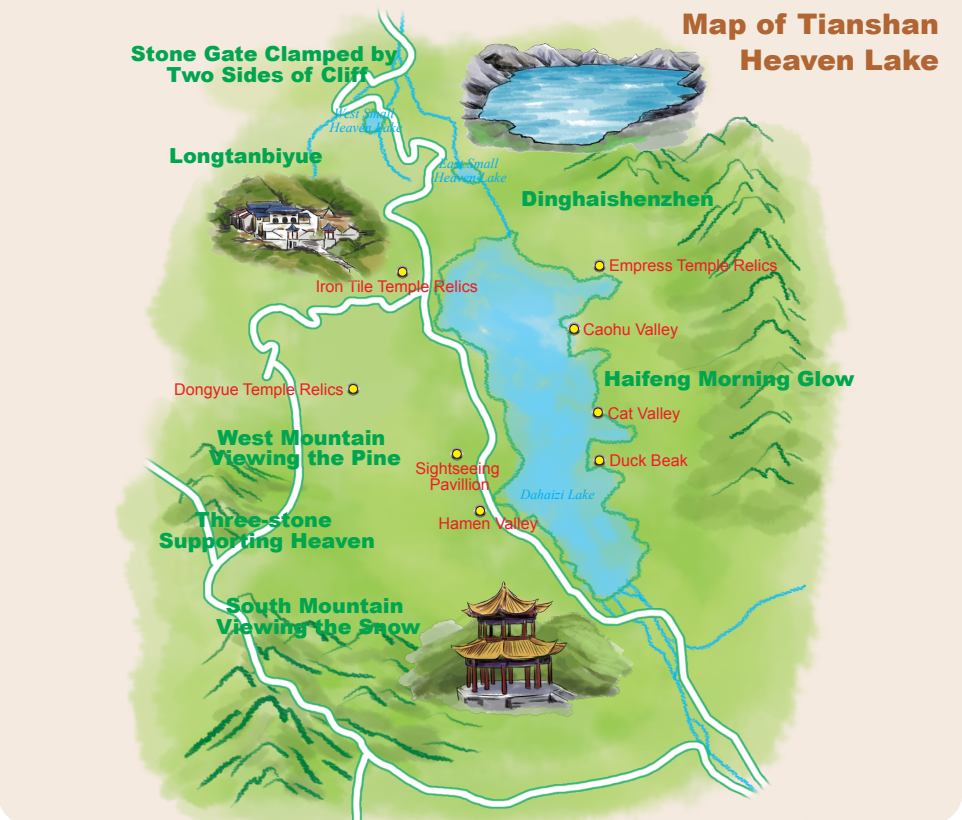 Map of Tianshan
Heaven Lake
Stone Gate Clamped by
Two Sides of Cliff
West Small
Heaven Lake
Longtanbiyue
East Small
Heaven Lake
Dinghaishenzhen
Empress Temple Relics
Iron Tile Temple Relics
Caohu Valley
Haifeng Morning Glow
Dongyue Temple Relics
Cat Valley
West Mountain
Viewing the Pine
Sightseeing
Pavillion
Duck Beak
Dahaizi Lake
Hamen Valley
Three-stone
Supporting Heaven
South Mountain
Viewing the Snow